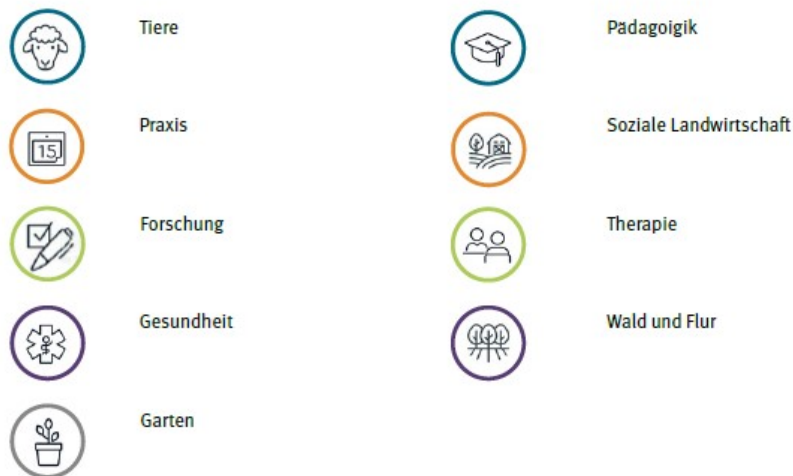 Tiere
Pädagoigik
Praxis
15
Soziale Landwirtschaft
Forschung
Therapie
Gesundheit
Wald und Flur
Garten